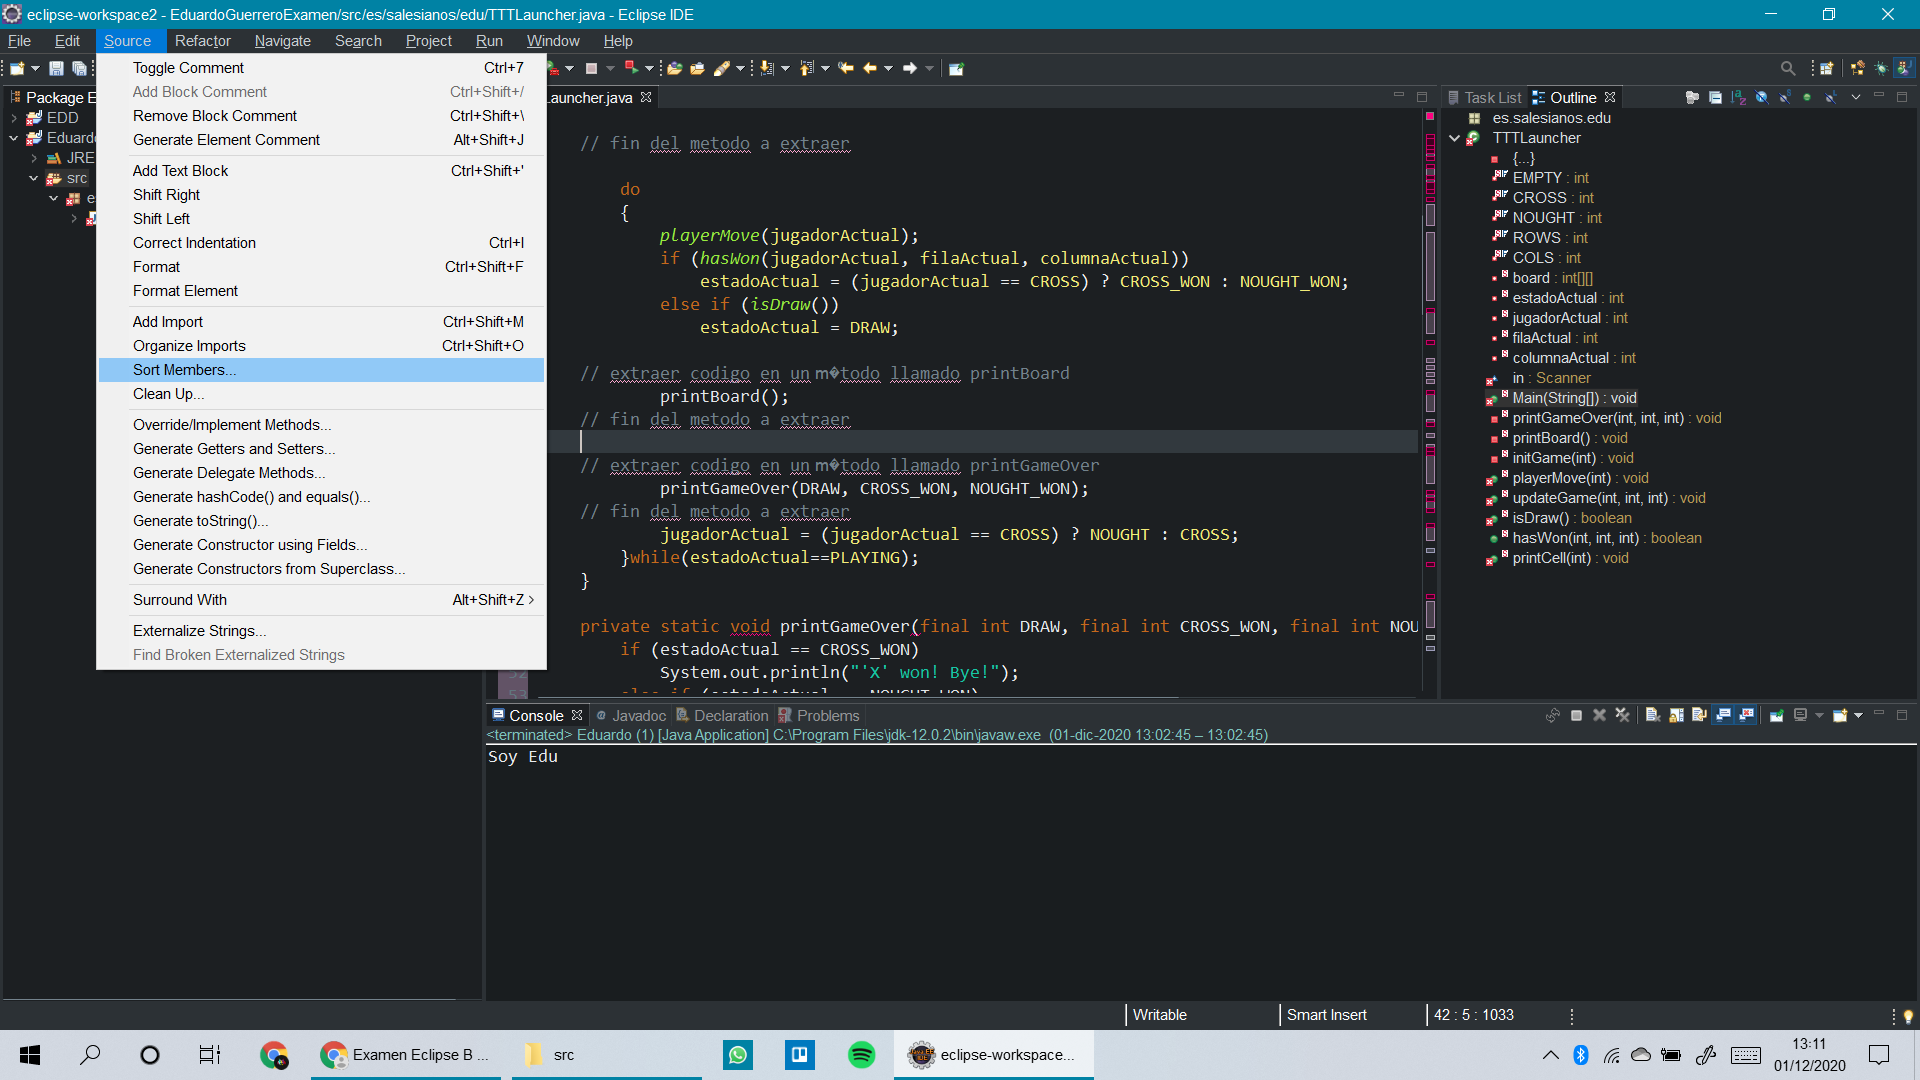 eclipse-workspace2 - EduardoGuerreroExamen/src/es/salesianos/edu/TTTLauncher.java - Eclipse IDE
File Edit Source Refactor Navigate Search Project Run Window Help
Toggle Comment Ctrl+7
Add Block Comment Ctrl+Shift+/
Remove Block Comment Ctrl+Shift+\
Generate Element Comment Alt+Shift+J
Add Text Block Ctrl+Shift+'
Shift Right
Shift Left
Correct Indentation Ctrl+I
Format Ctrl+Shift+F
Format Element
Add Import Ctrl+Shift+M
Organize Imports Ctrl+Shift+O
Sort Members...
Clean Up...
Override/Implement Methods...
Generate Getters and Setters...
Generate Delegate Methods...
Generate hashCode() and equals()...
Generate toString()...
Generate Constructor using Fields...
Generate Constructors from Superclass...
Surround With Alt+Shift+Z
Externalize Strings...
Find Broken Externalized Strings
Package E
EDD
Eduardo
JRE
src
e
Launcher.java
// fin del metodo a extraer
do
{
playerMove(jugadorActual);
if (hasWon(jugadorActual, filaActual, columnaActual))
estadoActual = (jugadorActual == CROSS) ? CROSS_WON : NOUGHT_WON;
else if (isDraw())
estadoActual = DRAW;
// extraer codigo en un m�todo llamado printBoard
printBoard();
// fin del metodo a extraer
// extraer codigo en un m�todo llamado printGameOver
printGameOver(DRAW, CROSS_WON, NOUGHT_WON);
// fin del metodo a extraer
jugadorActual = (jugadorActual == CROSS) ? NOUGHT : CROSS;
}while(estadoActual==PLAYING);
}
private static void printGameOver(final int DRAW, final int CROSS_WON, final int NOU
if (estadoActual == CROSS_WON)
52 System.out.println("'X' won! Bye!");
53 else if (estadoActual == NOUGHT_WON)
Task List Outline
es.salesianos.edu
TTTLauncher
{...}
EMPTY : int
CROSS : int
NOUGHT : int
ROWS : int
COLS : int
board : int[][]
estadoActual : int
jugadorActual : int
filaActual : int
columnaActual : int
in : Scanner
Main(String[]) : void
printGameOver(int, int, int) : void
printBoard() : void
initGame(int) : void
playerMove(int) : void
updateGame(int, int, int) : void
isDraw() : boolean
hasWon(int, int, int) : boolean
printCell(int) : void
Console Javadoc Declaration Problems
<terminated> Eduardo (1) [Java Application] C:\Program Files\jdk-12.0.2\bin\javaw.exe (01-dic-2020 13:02:45 – 13:02:45)
Soy Edu
Writable Smart Insert 42 : 5 : 1033
Examen Eclipse B ... src eclipse-workspace...
13:11
01/12/2020